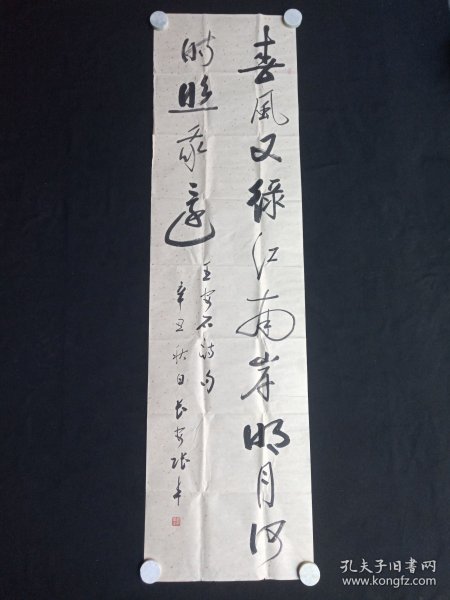 春風又綠江南岸明月何
時照我還
王安石詩句
辛丑秋日長安張年
孔夫子旧书网
www.kongfz.com